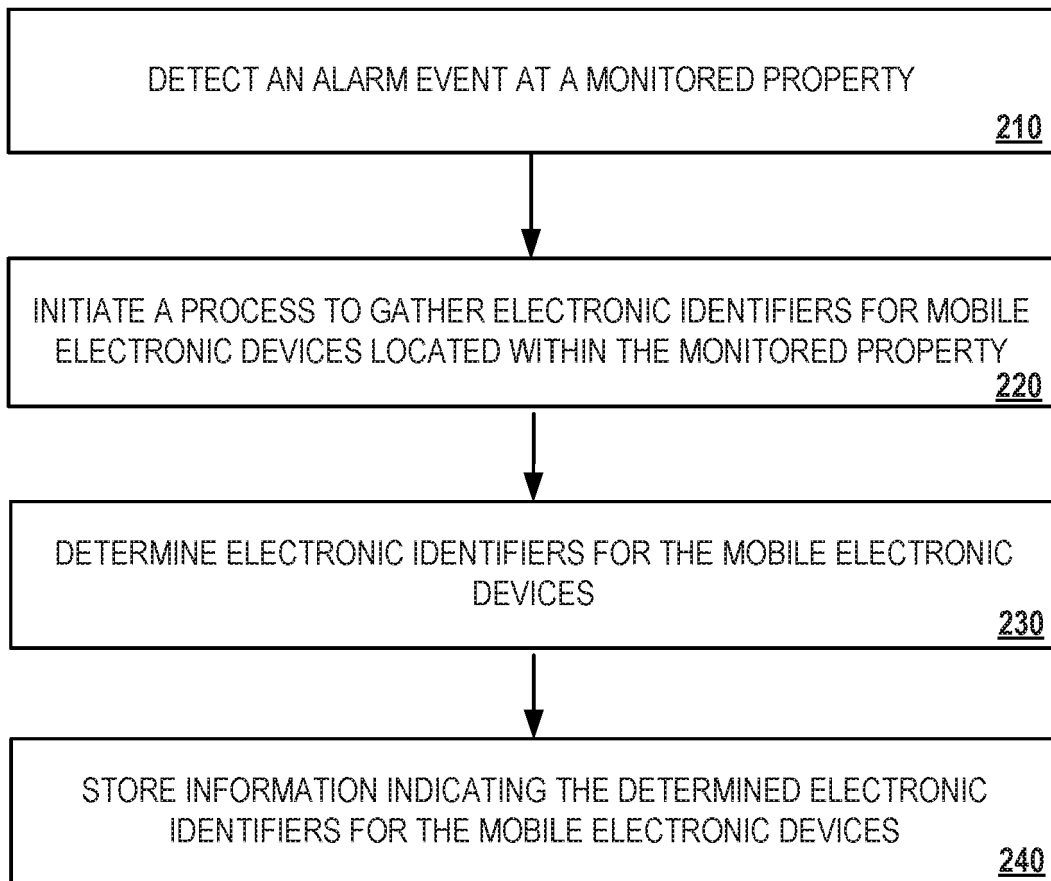 DETECT AN ALARM EVENT AT A MONITORED PROPERTY
210
INITIATE A PROCESS TO GATHER ELECTRONIC IDENTIFIERS FOR MOBILE
ELECTRONIC DEVICES LOCATED WITHIN THE MONITORED PROPERTY
220
DETERMINE ELECTRONIC IDENTIFIERS FOR THE MOBILE ELECTRONIC
DEVICES
230
STORE INFORMATION INDICATING THE DETERMINED ELECTRONIC
IDENTIFIERS FOR THE MOBILE ELECTRONIC DEVICES
240